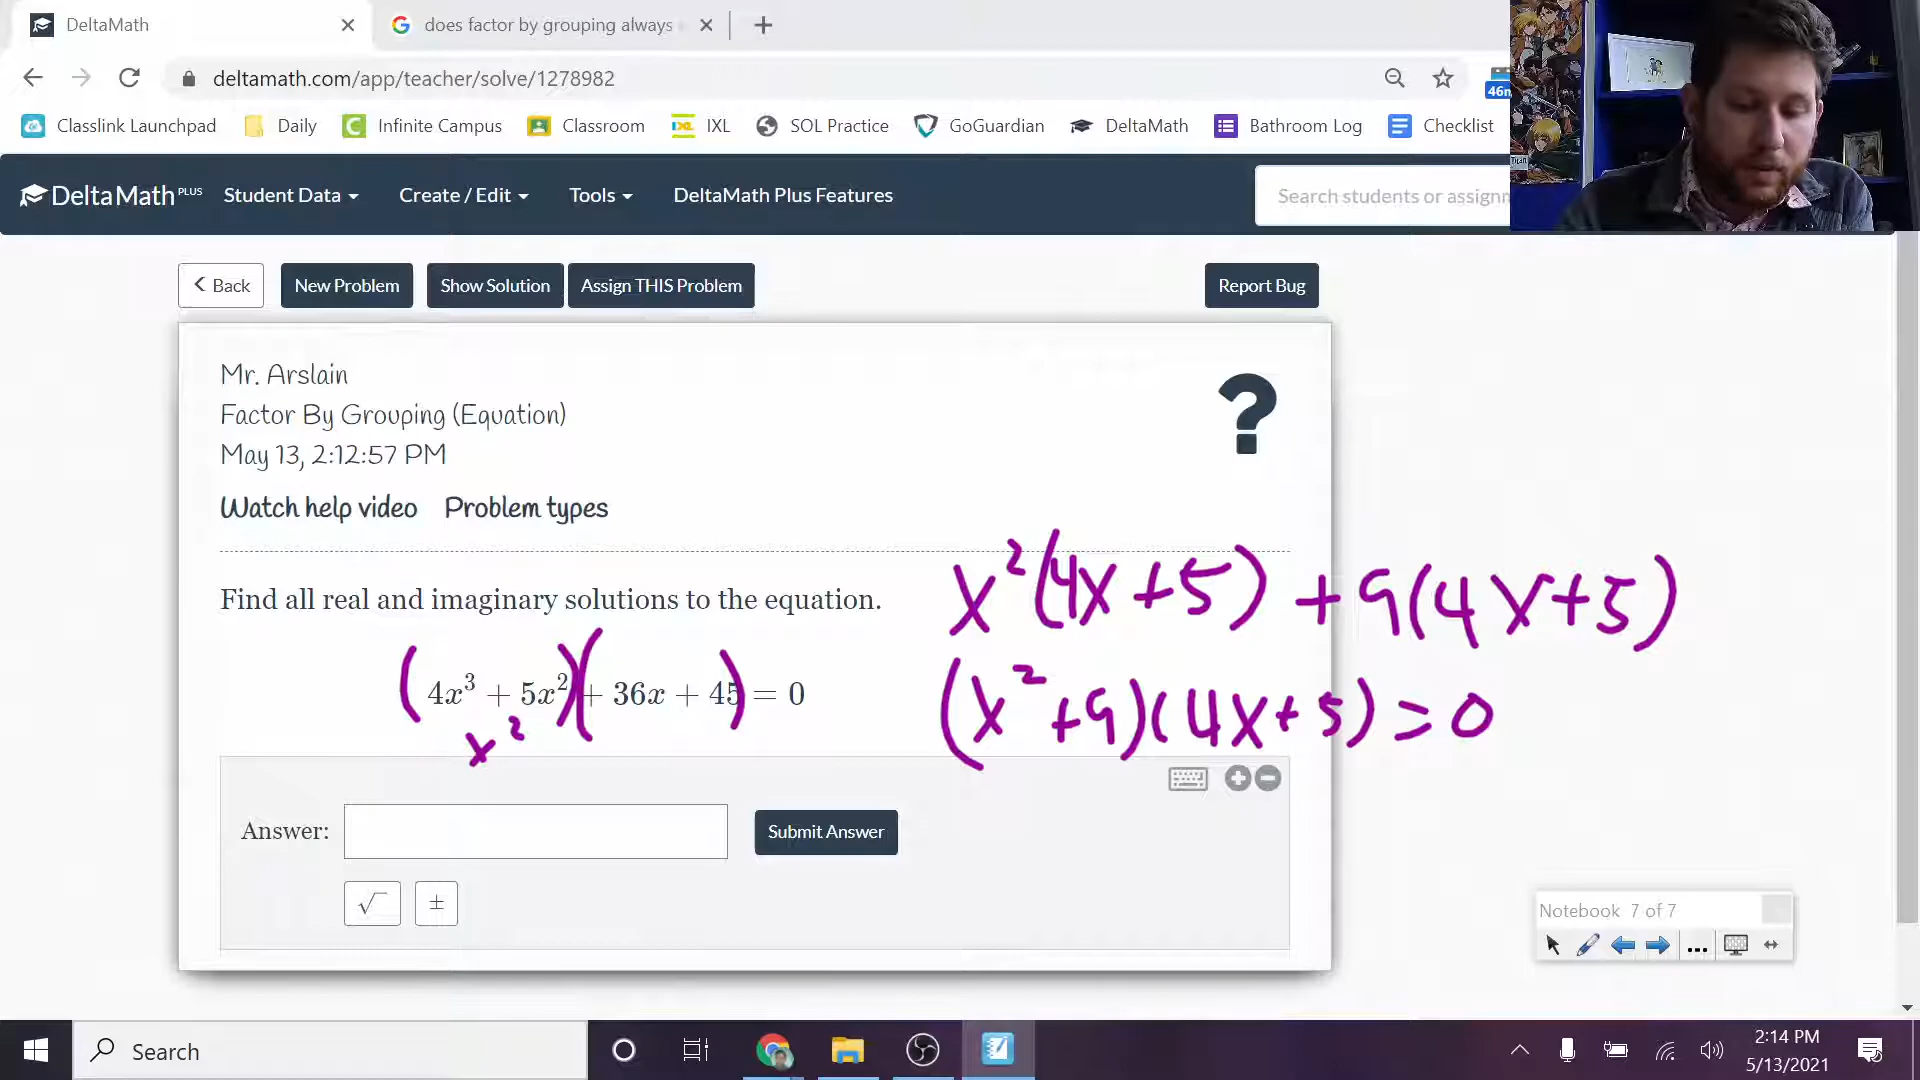 DeltaMath
does factor by grouping always
deltamath.com/app/teacher/solve/1278982
46m
Classlink Launchpad
Daily
Infinite Campus
Classroom
IXL
SOL Practice
GoGuardian
DeltaMath
Bathroom Log
Checklist
DeltaMath PLUS
Student Data
Create / Edit
Tools
DeltaMath Plus Features
Search students or assignm
Back
New Problem
Show Solution
Assign THIS Problem
Report Bug
Mr. Arslain
Factor By Grouping (Equation)
May 13, 2:12:57 PM
?
Watch help video
Problem types
Find all real and imaginary solutions to the equation.
x²(4x+5) + 9(4x+5)
(4x³ + 5x²)(+ 36x + 45) = 0
x²
(x²+9)(4x+5) = 0
Answer:
Submit Answer
√
±
Notebook 7 of 7
...
Search
2:14 PM
5/13/2021